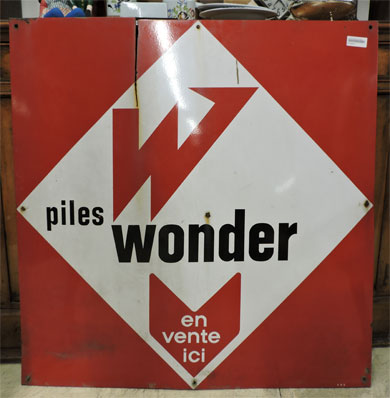 W
piles
wonder
en
vente
ici